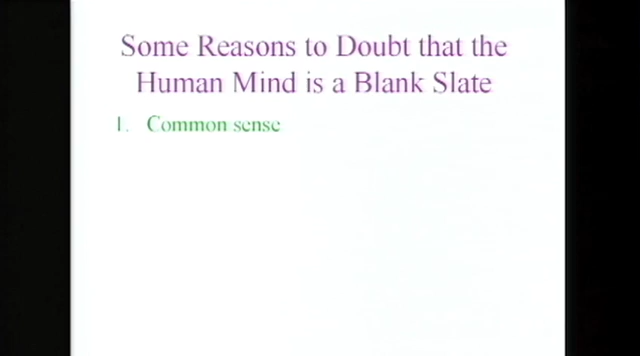 Some Reasons to Doubt that the
Human Mind is a Blank Slate
1. Common sense